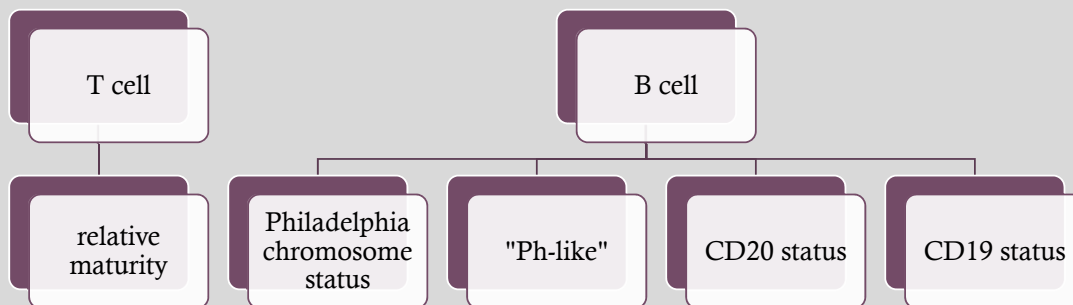 T cell
B cell
relative
maturity
Philadelphia
chromosome
status
"Ph-like"
CD20 status
CD19 status